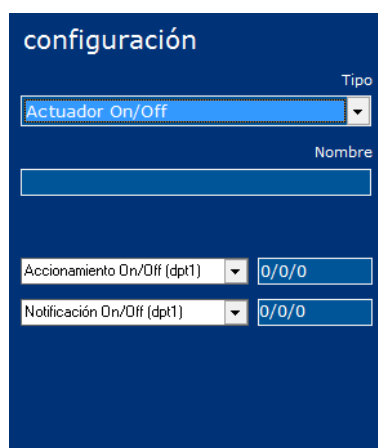 configuración
Tipo
Actuador On/Off
Nombre
Accionamiento On/Off (dpt1) 0/0/0
Notificación On/Off (dpt1) 0/0/0